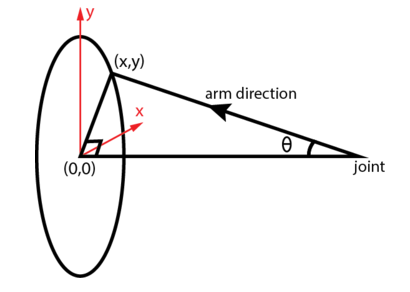 y
(x,y)
arm direction
x
θ
(0,0)
joint